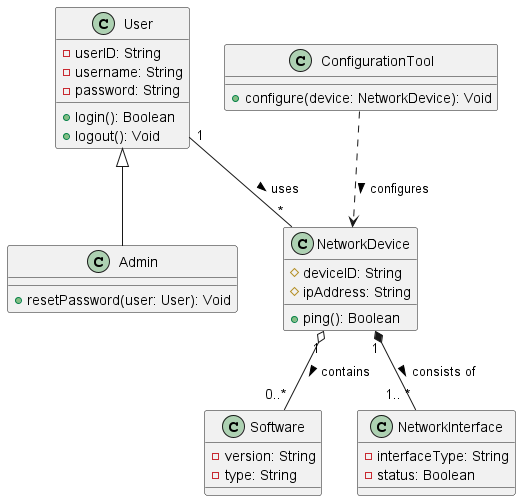 C User
userID: String
username: String
password: String
login(): Boolean
logout(): Void
C ConfigurationTool
configure(device: NetworkDevice): Void
1
uses
*
configures
C Admin
resetPassword(user: User): Void
C NetworkDevice
deviceID: String
ipAddress: String
ping(): Boolean
1
contains
0..*
1
consists of
1..*
C Software
version: String
type: String
C NetworkInterface
interfaceType: String
status: Boolean